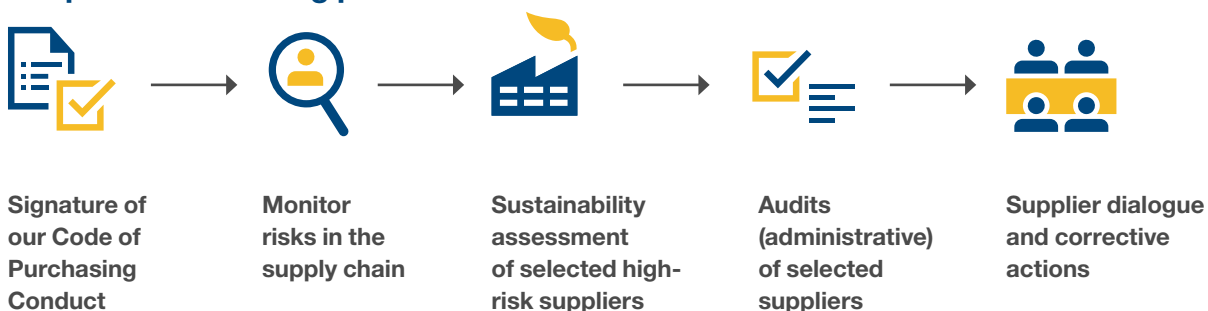 Signature of
our Code of
Purchasing
Conduct
Monitor
risks in the
supply chain
Sustainability
assessment
of selected high-
risk suppliers
Audits
(administrative)
of selected
suppliers
Supplier dialogue
and corrective
actions